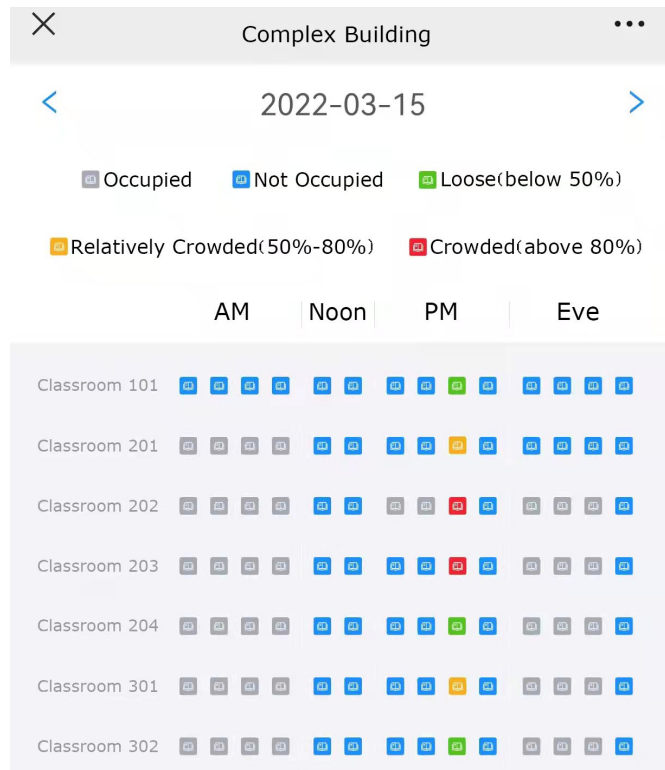 Complex Building
2022-03-15
Occupied Not Occupied Loose(below 50%)
Relatively Crowded(50%-80%) Crowded(above 80%)
AM Noon PM Eve
Classroom 101
Classroom 201
Classroom 202
Classroom 203
Classroom 204
Classroom 301
Classroom 302